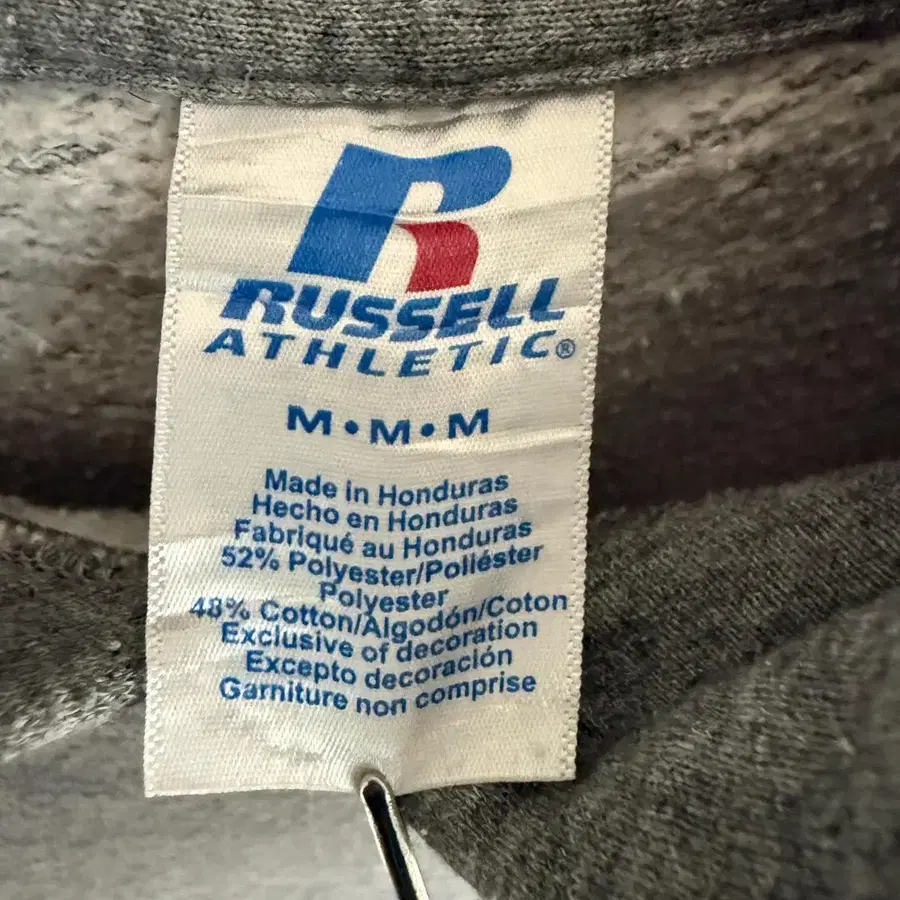 R
RUSSELL
ATHLETIC®
M • M • M
Made in Honduras
Hecho en Honduras
Fabriqué au Honduras
52% Polyester/Poliéster
Polyester
48% Cotton/Algodón/Coton
Exclusive of decoration
Excepto decoración
Garniture non comprise